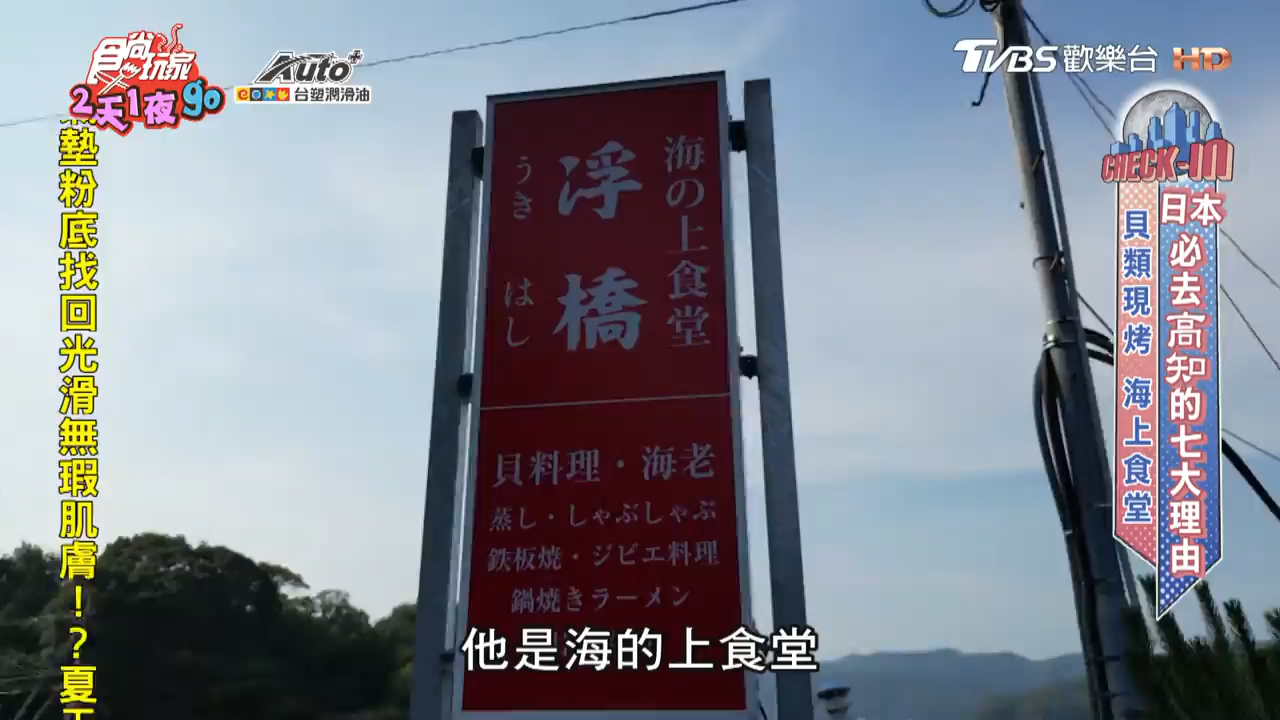 食尚玩家
2天1夜go
Auto+
台塑潤滑油
TVBS歡樂台 HD
CHECK-IN
日本必去高知的七大理由
貝類現烤 海上食堂
墊粉底找回光滑無瑕肌膚！？夏
海の上食堂
浮橋
うきはし
貝料理・海老
蒸し・しゃぶしゃぶ
鉄板焼・ジビエ料理
鍋焼きラーメン
他是海的上食堂